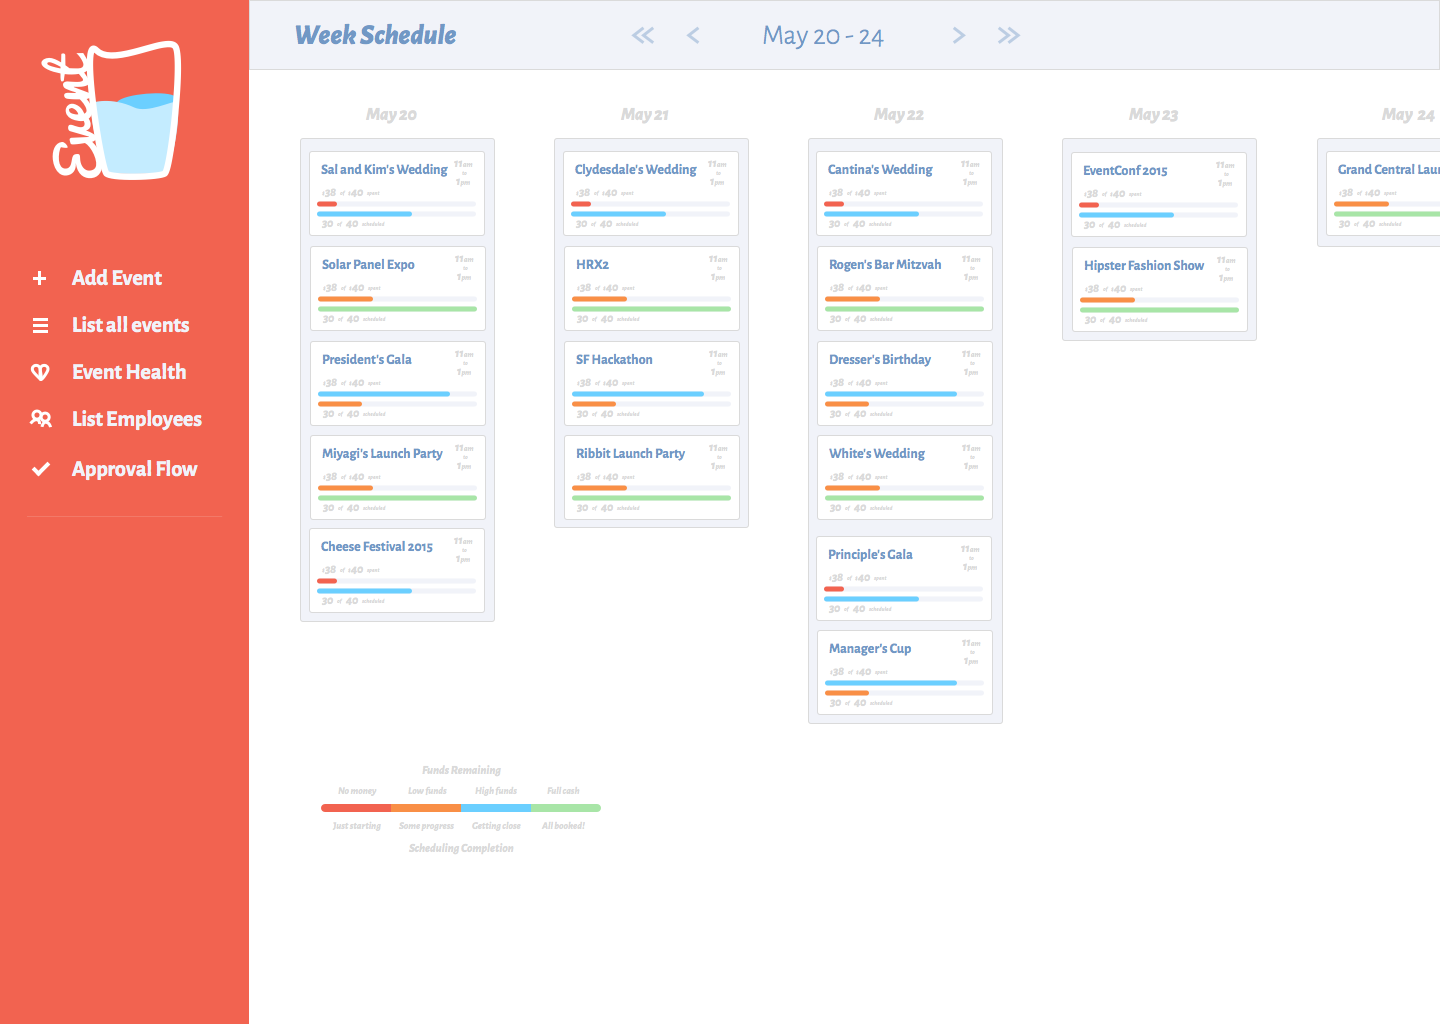 Event
Add Event
List all events
Event Health
List Employees
Approval Flow
Week Schedule
May 20 - 24
May 20
Sal and Kim's Wedding
11am
to
1pm
$38 of $40 spent
30 of 40 scheduled
Solar Panel Expo
11am
to
1pm
$38 of $40 spent
30 of 40 scheduled
President's Gala
11am
to
1pm
$38 of $40 spent
30 of 40 scheduled
Miyagi's Launch Party
11am
to
1pm
$38 of $40 spent
30 of 40 scheduled
Cheese Festival 2015
11am
to
1pm
$38 of $40 spent
30 of 40 scheduled
May 21
Clydesdale's Wedding
11am
to
1pm
$38 of $40 spent
30 of 40 scheduled
HRX2
11am
to
1pm
$38 of $40 spent
30 of 40 scheduled
SF Hackathon
11am
to
1pm
$38 of $40 spent
30 of 40 scheduled
Ribbit Launch Party
11am
to
1pm
$38 of $40 spent
30 of 40 scheduled
May 22
Cantina's Wedding
11am
to
1pm
$38 of $40 spent
30 of 40 scheduled
Rogen's Bar Mitzvah
11am
to
1pm
$38 of $40 spent
30 of 40 scheduled
Dresser's Birthday
11am
to
1pm
$38 of $40 spent
30 of 40 scheduled
White's Wedding
11am
to
1pm
$38 of $40 spent
30 of 40 scheduled
Principle's Gala
11am
to
1pm
$38 of $40 spent
30 of 40 scheduled
Manager's Cup
11am
to
1pm
$38 of $40 spent
30 of 40 scheduled
May 23
EventConf 2015
11am
to
1pm
$38 of $40 spent
30 of 40 scheduled
Hipster Fashion Show
11am
to
1pm
$38 of $40 spent
30 of 40 scheduled
May 24
Grand Central Laun
$38 of $40 spent
30 of 40 scheduled
Funds Remaining
No money Low funds High funds Full cash
Just starting Some progress Getting close All booked!
Scheduling Completion